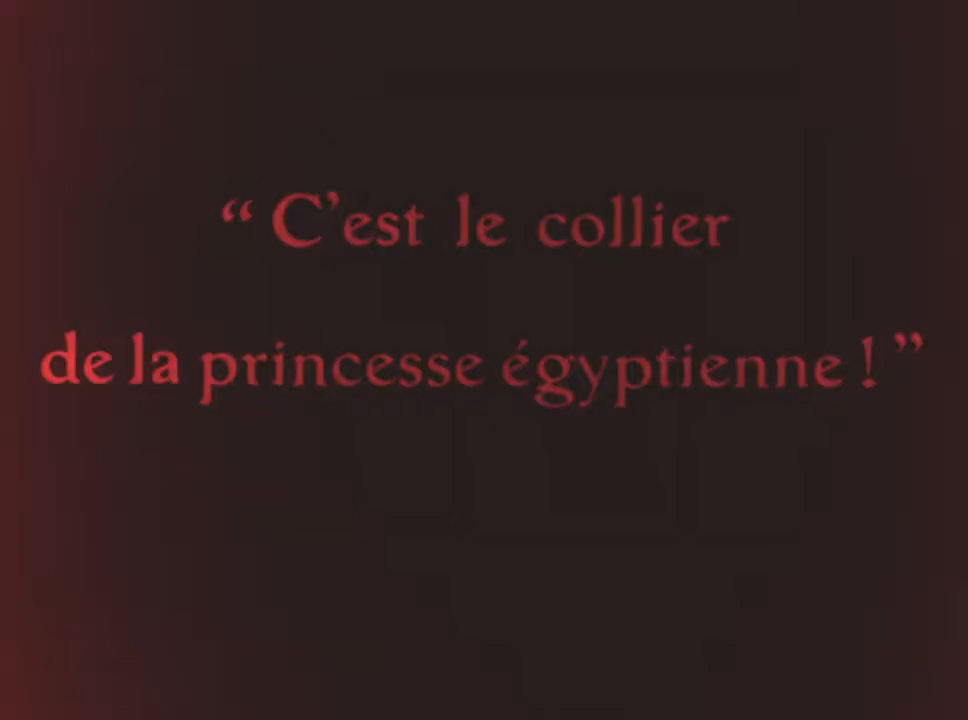 “ C’est le collier
de la princesse égyptienne ! ”